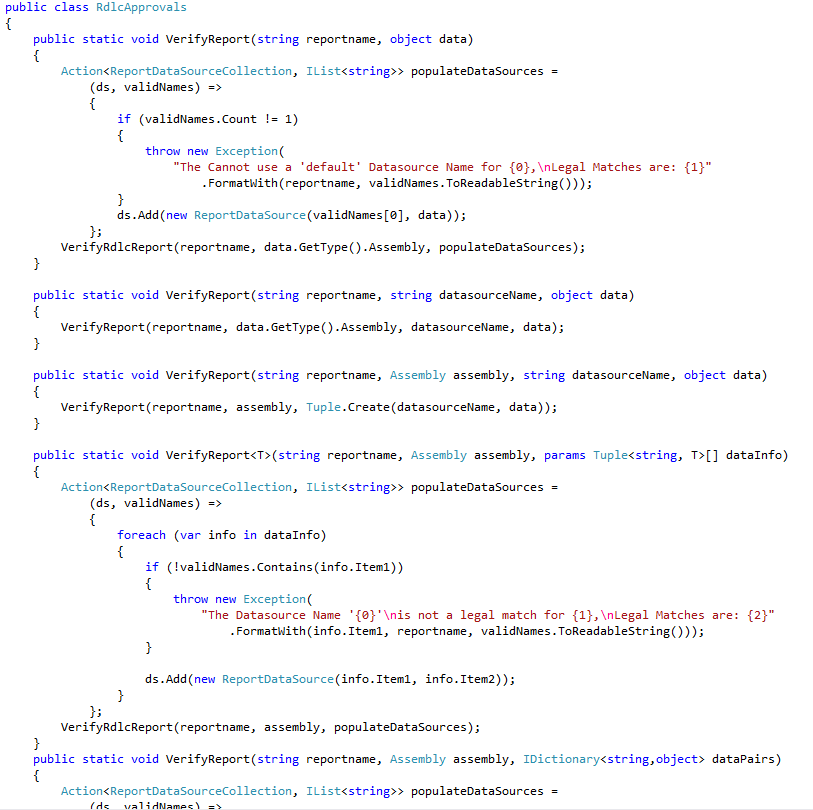 public class RdlcApprovals
{
    public static void VerifyReport(string reportname, object data)
    {
        Action<ReportDataSourceCollection, IList<string>> populateDataSources =
            (ds, validNames) =>
            {
                if (validNames.Count != 1)
                {
                    throw new Exception(
                        "The Cannot use a 'default' Datasource Name for {0},\nLegal Matches are: {1}"
                            .FormatWith(reportname, validNames.ToReadableString()));
                }
                ds.Add(new ReportDataSource(validNames[0], data));
            };
        VerifyRdlcReport(reportname, data.GetType().Assembly, populateDataSources);
    }

    public static void VerifyReport(string reportname, string datasourceName, object data)
    {
        VerifyReport(reportname, data.GetType().Assembly, datasourceName, data);
    }

    public static void VerifyReport(string reportname, Assembly assembly, string datasourceName, object data)
    {
        VerifyReport(reportname, assembly, Tuple.Create(datasourceName, data));
    }

    public static void VerifyReport<T>(string reportname, Assembly assembly, params Tuple<string, T>[] dataInfo)
    {
        Action<ReportDataSourceCollection, IList<string>> populateDataSources =
            (ds, validNames) =>
            {
                foreach (var info in dataInfo)
                {
                    if (!validNames.Contains(info.Item1))
                    {
                        throw new Exception(
                            "The Datasource Name '{0}'\nis not a legal match for {1},\nLegal Matches are: {2}"
                                .FormatWith(info.Item1, reportname, validNames.ToReadableString()));
                    }

                    ds.Add(new ReportDataSource(info.Item1, info.Item2));
                }
            };
        VerifyRdlcReport(reportname, assembly, populateDataSources);
    }
    public static void VerifyReport(string reportname, Assembly assembly, IDictionary<string,object> dataPairs)
    {
        Action<ReportDataSourceCollection, IList<string>> populateDataSources =
            (ds, validNames) =>